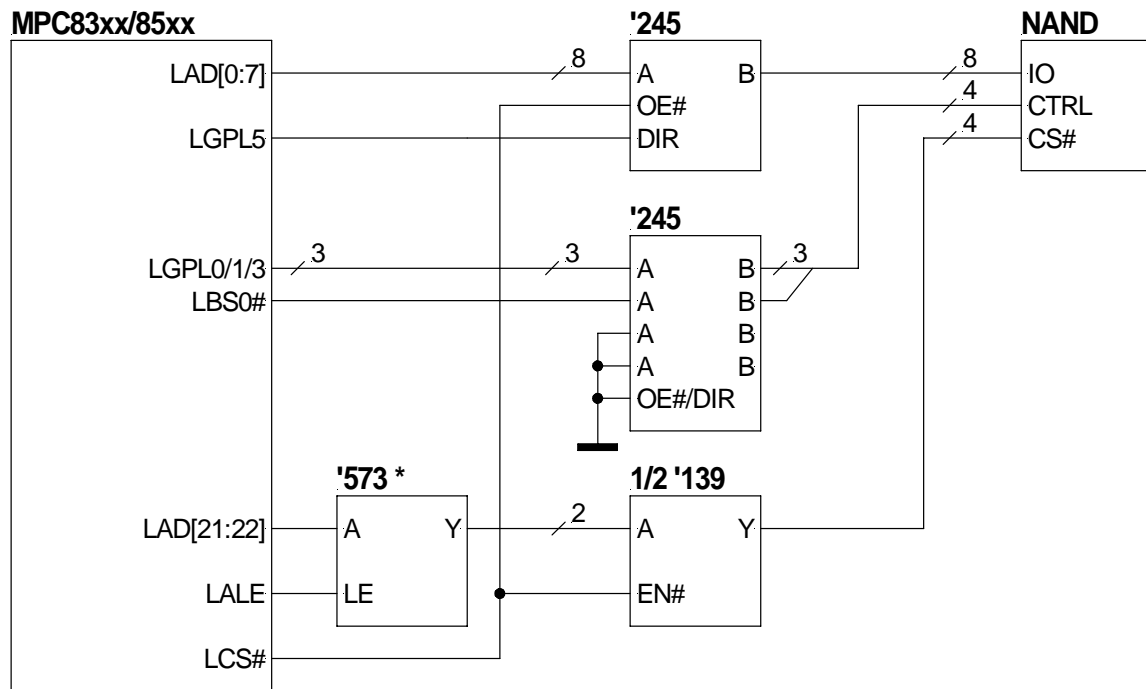 MPC83xx/85xx
'245
NAND
LAD[0:7]
8
A
B
8
IO
OE#
4
CTRL
LGPL5
DIR
4
CS#
'245
LGPL0/1/3
3
3
A
B
3
LBS0#
A
B
A
B
A
B
OE#/DIR
'573 *
1/2 '139
LAD[21:22]
A
Y
2
A
Y
LALE
LE
EN#
LCS#